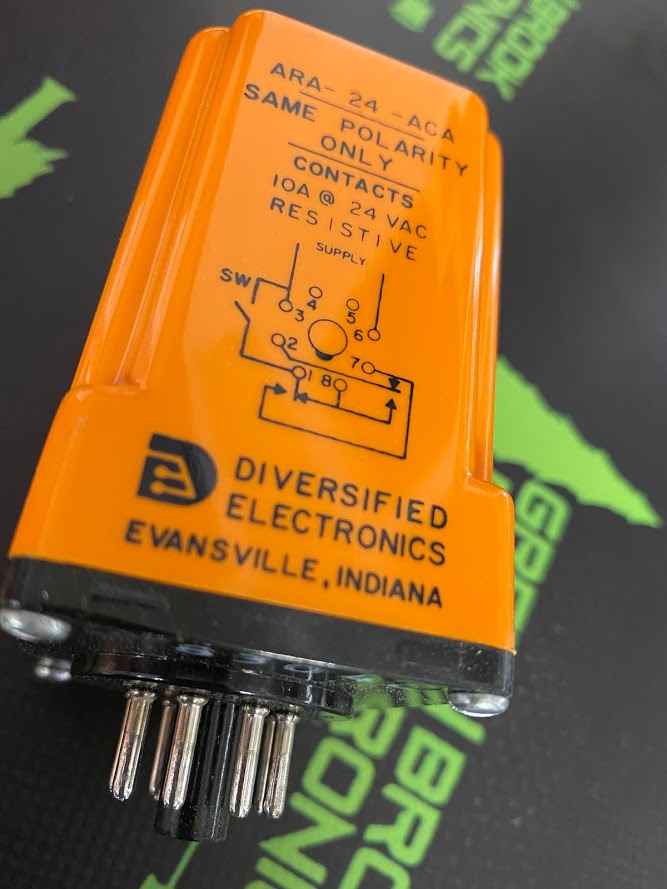 ARA-24-ACA
SAME POLARITY
ONLY
CONTACTS
10A @ 24 VAC
RESISTIVE
SUPPLY
SW
4
5
3
6
2
7
1
8
DIVERSIFIED
ELECTRONICS
EVANSVILLE, INDIANA